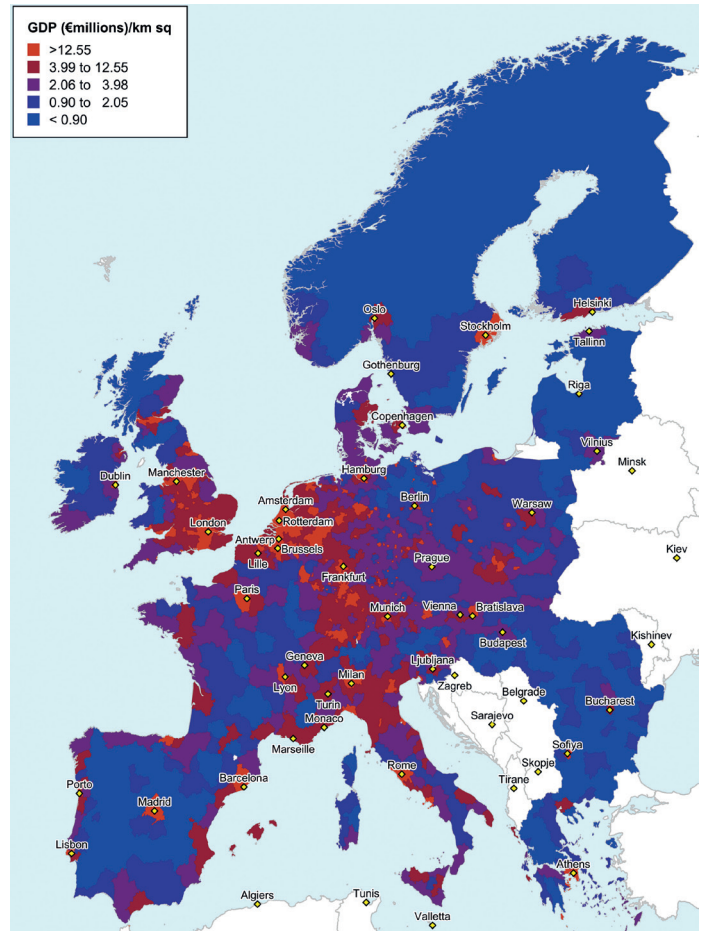 GDP (€millions)/km sq
>12.55
3.99 to 12.55
2.06 to 3.98
0.90 to 2.05
< 0.90
Oslo
Helsinki
Stockholm
Tallinn
Gothenburg
Riga
Copenhagen
Vilnius
Dublin
Manchester
Hamburg
Minsk
Amsterdam
Berlin
Warsaw
London
Rotterdam
Antwerp
Brussels
Lille
Kiev
Frankfurt
Prague
Paris
Munich
Vienna
Bratislava
Budapest
Kishinev
Geneva
Ljubljana
Lyon
Milan
Zagreb
Turin
Belgrade
Bucharest
Monaco
Sarajevo
Marseille
Sofiya
Skopje
Rome
Porto
Barcelona
Tirane
Madrid
Lisbon
Athens
Algiers
Tunis
Valletta